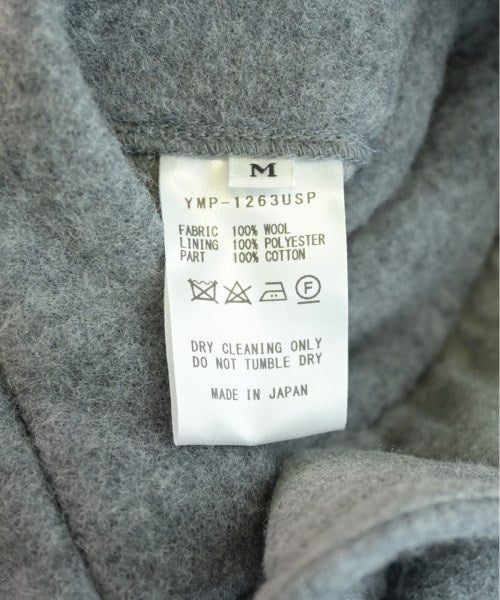 M
YMP-1263USP
FABRIC 100% WOOL
LINING 100% POLYESTER
PART 100% COTTON
F
DRY CLEANING ONLY
DO NOT TUMBLE DRY
MADE IN JAPAN